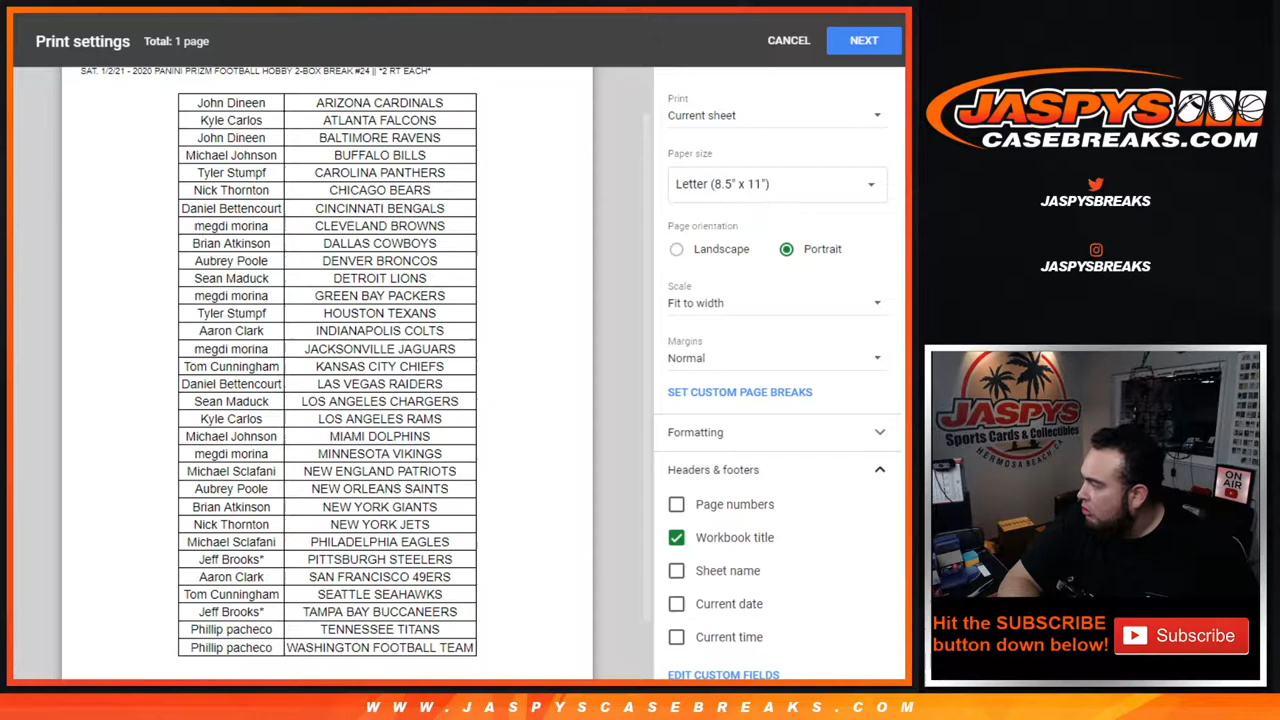 Print settings Total: 1 page CANCEL NEXT
SAT. 1/2/21 - 2020 PANINI PRIZM FOOTBALL HOBBY 2-BOX BREAK #24 || *2 RT EACH*
John Dineen ARIZONA CARDINALS
Kyle Carlos ATLANTA FALCONS
John Dineen BALTIMORE RAVENS
Michael Johnson BUFFALO BILLS
Tyler Stumpf CAROLINA PANTHERS
Nick Thornton CHICAGO BEARS
Daniel Bettencourt CINCINNATI BENGALS
megdi morina CLEVELAND BROWNS
Brian Atkinson DALLAS COWBOYS
Aubrey Poole DENVER BRONCOS
Sean Maduck DETROIT LIONS
megdi morina GREEN BAY PACKERS
Tyler Stumpf HOUSTON TEXANS
Aaron Clark INDIANAPOLIS COLTS
megdi morina JACKSONVILLE JAGUARS
Tom Cunningham KANSAS CITY CHIEFS
Daniel Bettencourt LAS VEGAS RAIDERS
Sean Maduck LOS ANGELES CHARGERS
Kyle Carlos LOS ANGELES RAMS
Michael Johnson MIAMI DOLPHINS
megdi morina MINNESOTA VIKINGS
Michael Sclafani NEW ENGLAND PATRIOTS
Aubrey Poole NEW ORLEANS SAINTS
Brian Atkinson NEW YORK GIANTS
Nick Thornton NEW YORK JETS
Michael Sclafani PHILADELPHIA EAGLES
Jeff Brooks* PITTSBURGH STEELERS
Aaron Clark SAN FRANCISCO 49ERS
Tom Cunningham SEATTLE SEAHAWKS
Jeff Brooks* TAMPA BAY BUCCANEERS
Phillip pacheco TENNESSEE TITANS
Phillip pacheco WASHINGTON FOOTBALL TEAM
Print
Current sheet
Paper size
Letter (8.5" x 11")
Page orientation
Landscape Portrait
Scale
Fit to width
Margins
Normal
SET CUSTOM PAGE BREAKS
Formatting
Headers & footers
Page numbers
Workbook title
Sheet name
Current date
Current time
EDIT CUSTOM FIELDS
JASPYS
CASEBREAKS.COM
JASPYSBREAKS
JASPYSBREAKS
JASPYS
Sports Cards & Collectibles
HERMOSA BEACH CA
ON AIR
Hit the SUBSCRIBE
button down below!
Subscribe
WWW.JASPYSCASEBREAKS.COM